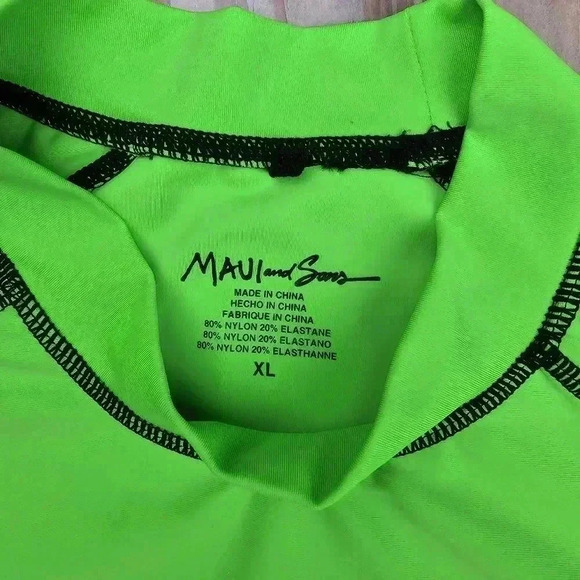 MAUI and Sons
MADE IN CHINA
HECHO IN CHINA
FABRIQUE IN CHINA
80% NYLON 20% ELASTANE
80% NYLON 20% ELASTANO
80% NYLON 20% ELASTHANNE
XL